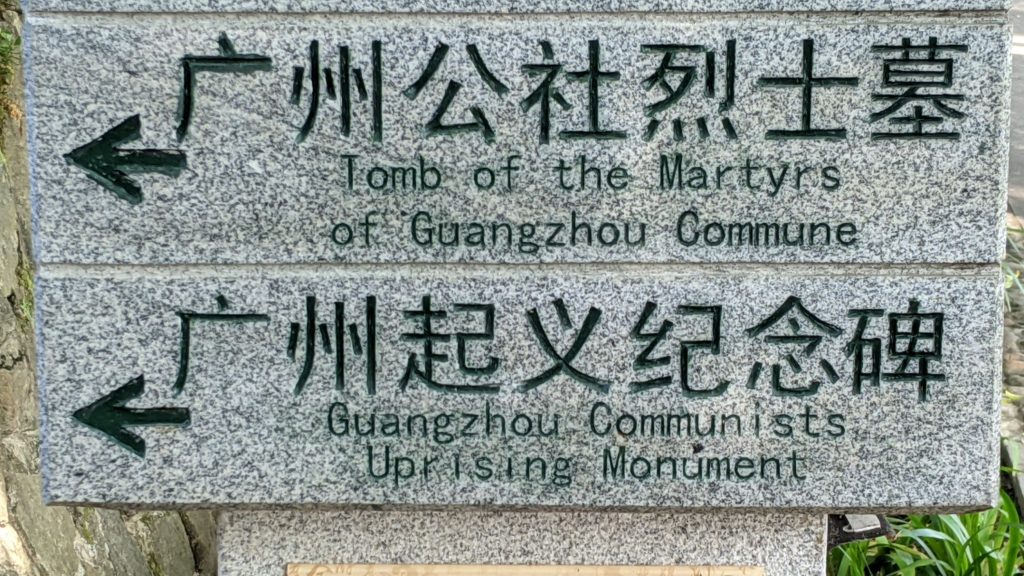 广州公社烈士墓
Tomb of the Martyrs
of Guangzhou Commune
广州起义纪念碑
Guangzhou Communists
Uprising Monument